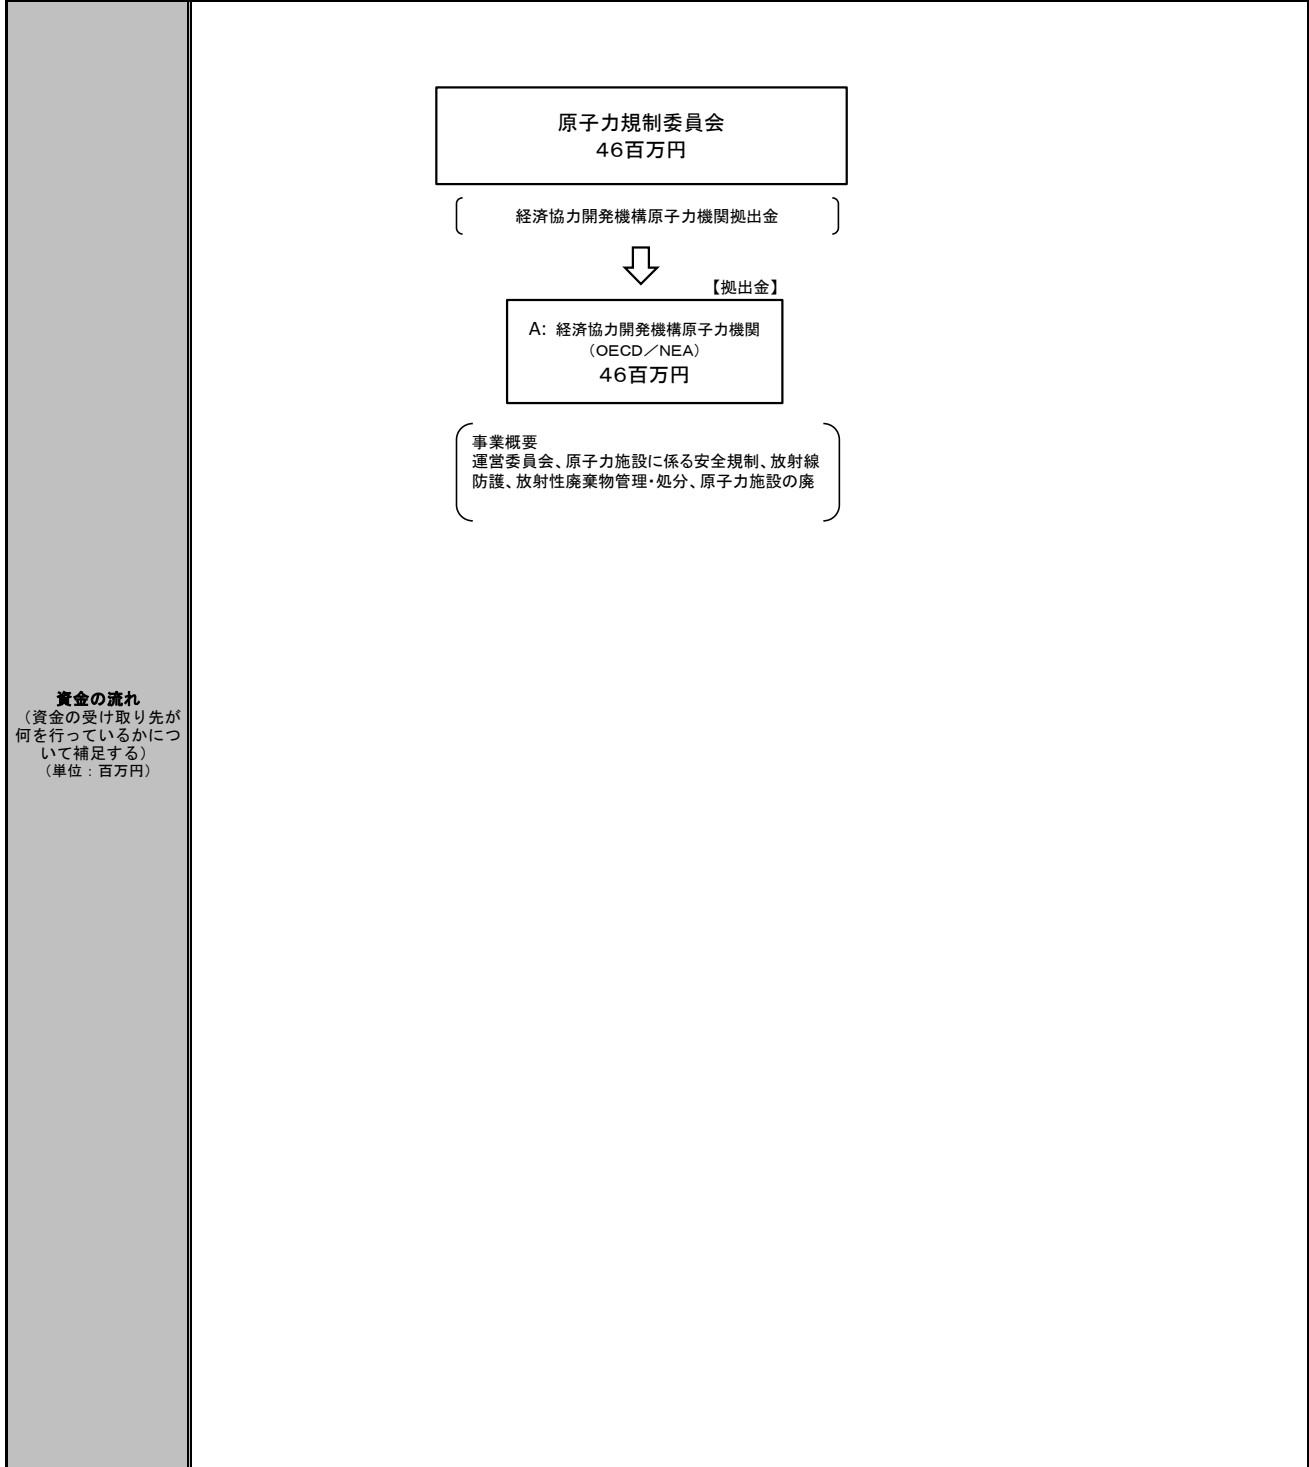 原子力規制委員会
46百万円
経済協力開発機構原子力機関拠出金
【拠出金】
A: 経済協力開発機構原子力機関
（OECD／NEA）
46百万円
事業概要
運営委員会、原子力施設に係る安全規制、放射線
防護、放射性廃棄物管理・処分、原子力施設の廃
資金の流れ
（資金の受け取り先が
何を行っているかにつ
いて補足する）
（単位：百万円）